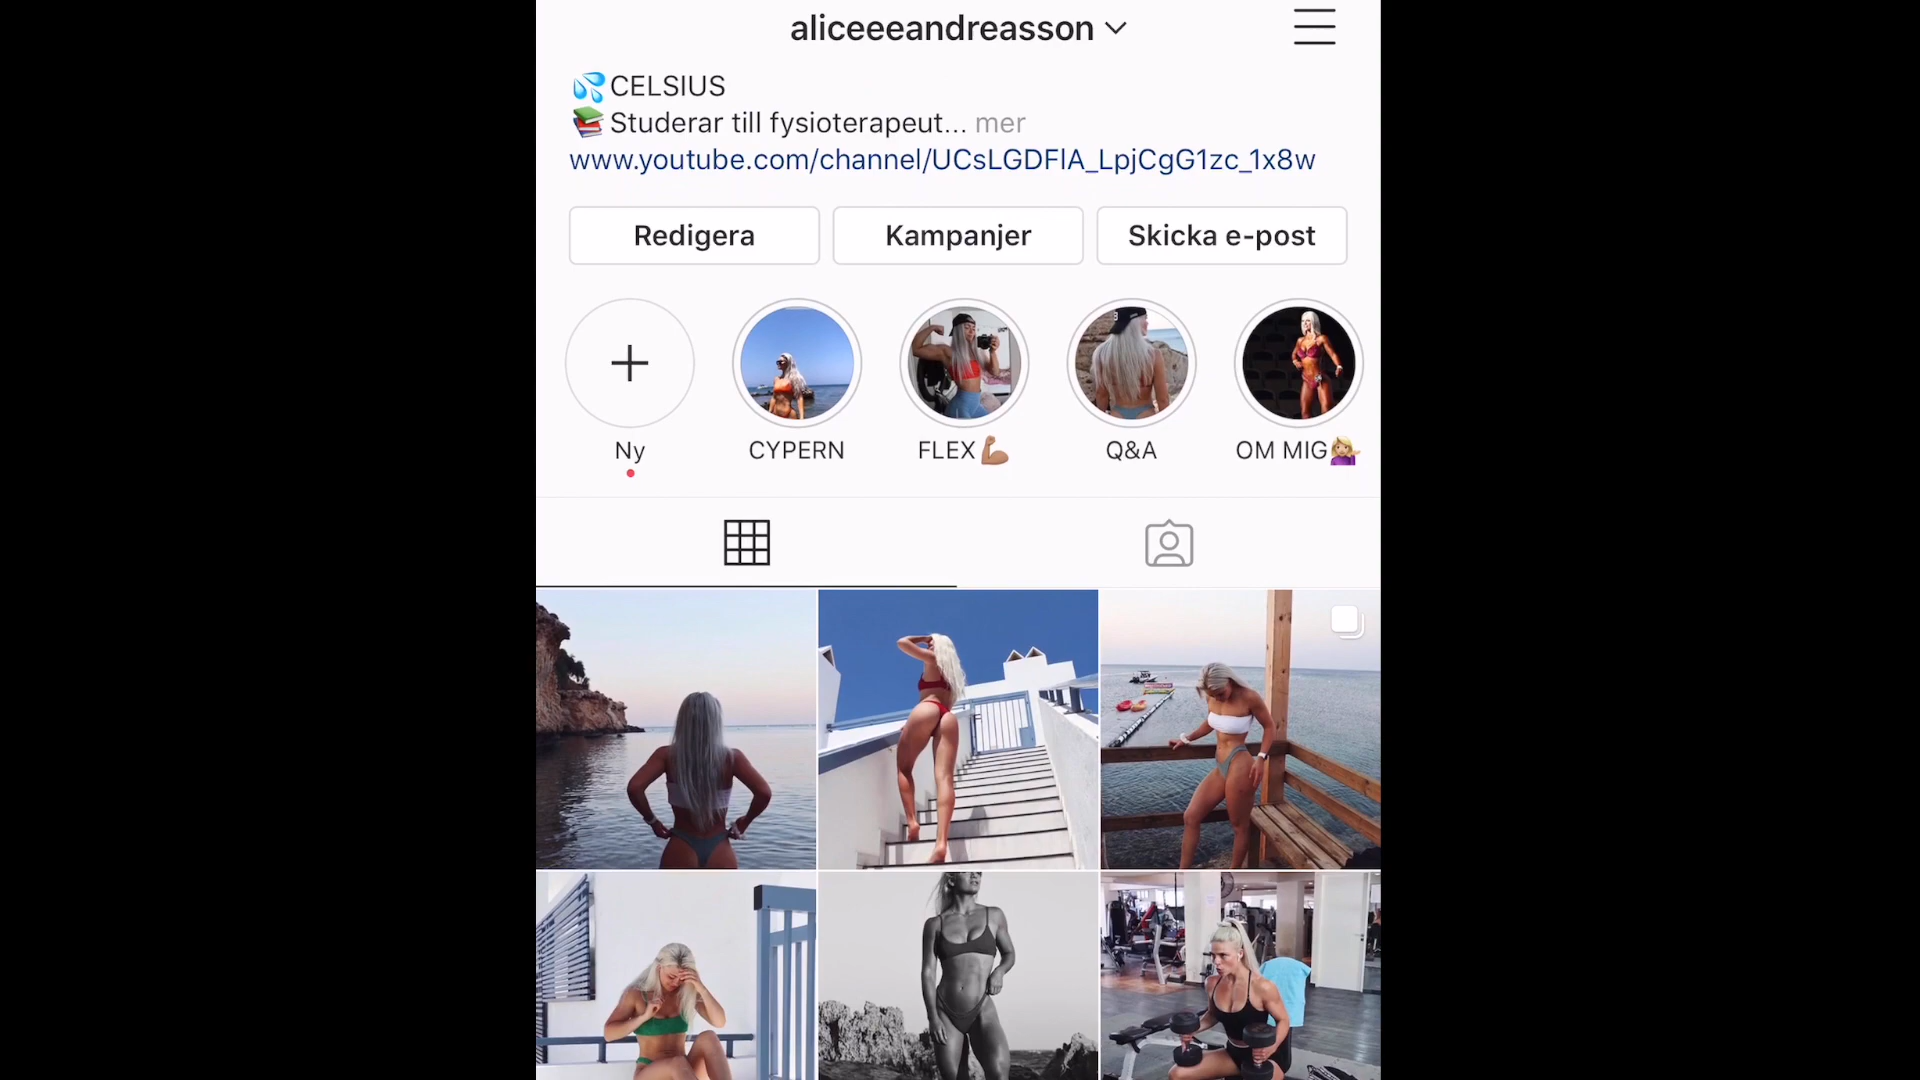 aliceeeandreasson
💦CELSIUS
📚Studerar till fysioterapeut... mer
www.youtube.com/channel/UCsLGDFlA_LpjCgG1zc_1x8w
Redigera
Kampanjer
Skicka e-post
Ny
CYPERN
FLEX💪🏽
Q&A
OM MIG💁🏼‍♀️